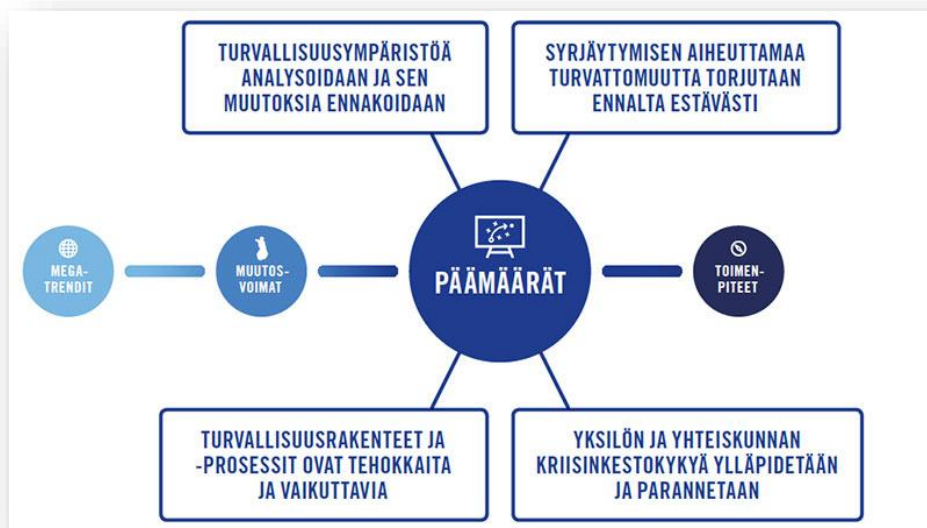 TURVALLISUUSYMPÄRISTÖÄ
ANALYSOIDAAN JA SEN
MUUTOKSIA ENNAKOIDAAN
SYRJÄYTYMISEN AIHEUTTAMAA
TURVATTOMUUTTA TORJUTAAN
ENNALTA ESTÄVÄSTI
MEGA-
TRENDIT
MUUTOS-
VOIMAT
PÄÄMÄÄRÄT
TOIMEN-
PITEET
TURVALLISUUSRAKENTEET JA
-PROSESSIT OVAT TEHOKKAITA
JA VAIKUTTAVIA
YKSILÖN JA YHTEISKUNNAN
KRIISINKESTOKYKYÄ YLLÄPIDETÄÄN
JA PARANNETAAN